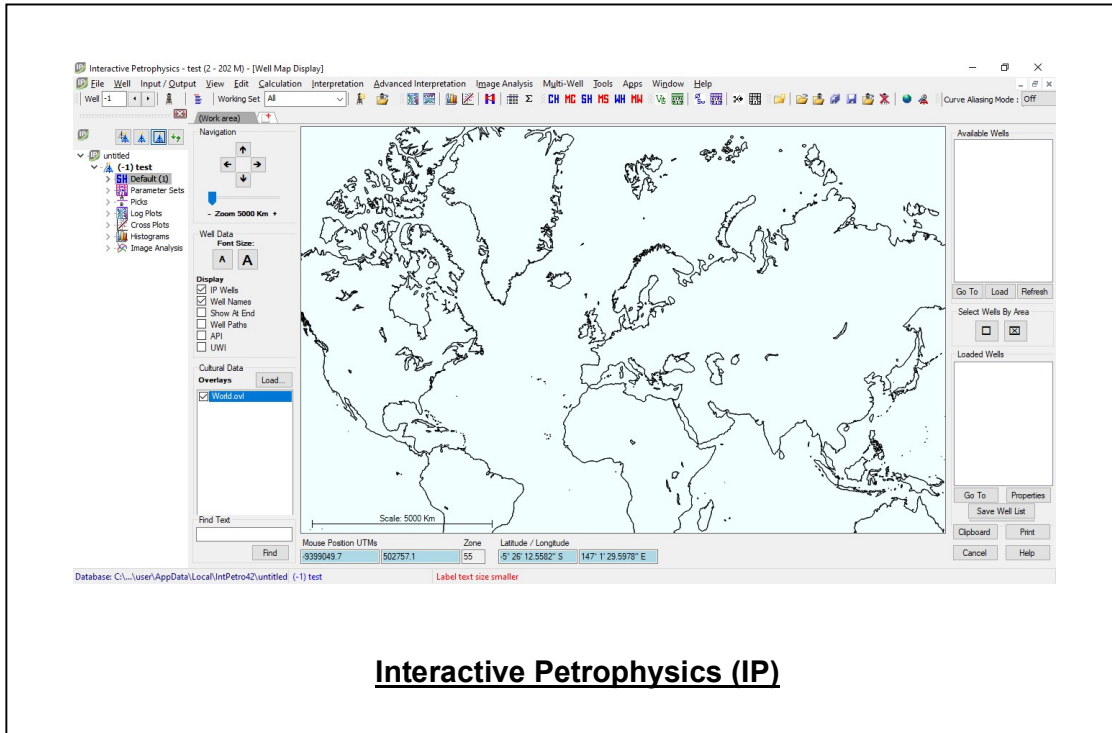 Interactive Petrophysics - test (2 - 202 M) - [Well Map Display]
File Well Input / Output View Edit Calculation Interpretation Advanced Interpretation Image Analysis Multi-Well Tools Apps Window Help
Well -1 Working Set All CH MC SH MS WH MW Curve Aliasing Mode : Off
(Work area)
untitled
(-1) test
SH Default (1)
Parameter Sets
Picks
Log Plots
Cross Plots
Histograms
Image Analysis
Navigation
- Zoom 5000 Km +
Well Data
Font Size:
A A
Display
IP Wells
Well Names
Show At End
Well Paths
API
UWI
Cultural Data
Overlays Load...
World.ovl
Find Text
Find
Scale: 5000 Km
Mouse Postion UTMs Zone Latitude / Longitude
-9399049.7 502757.1 55 -5° 26' 12.5582" S 147° 1' 29.5978" E
Available Wells
Go To Load Refresh
Select Wells By Area
Loaded Wells
Go To Properties
Save Well List
Clipboard Print
Cancel Help
Database: C:\...\user\AppData\Local\IntPetro42\untitled (-1) test Label text size smaller
Interactive Petrophysics (IP)